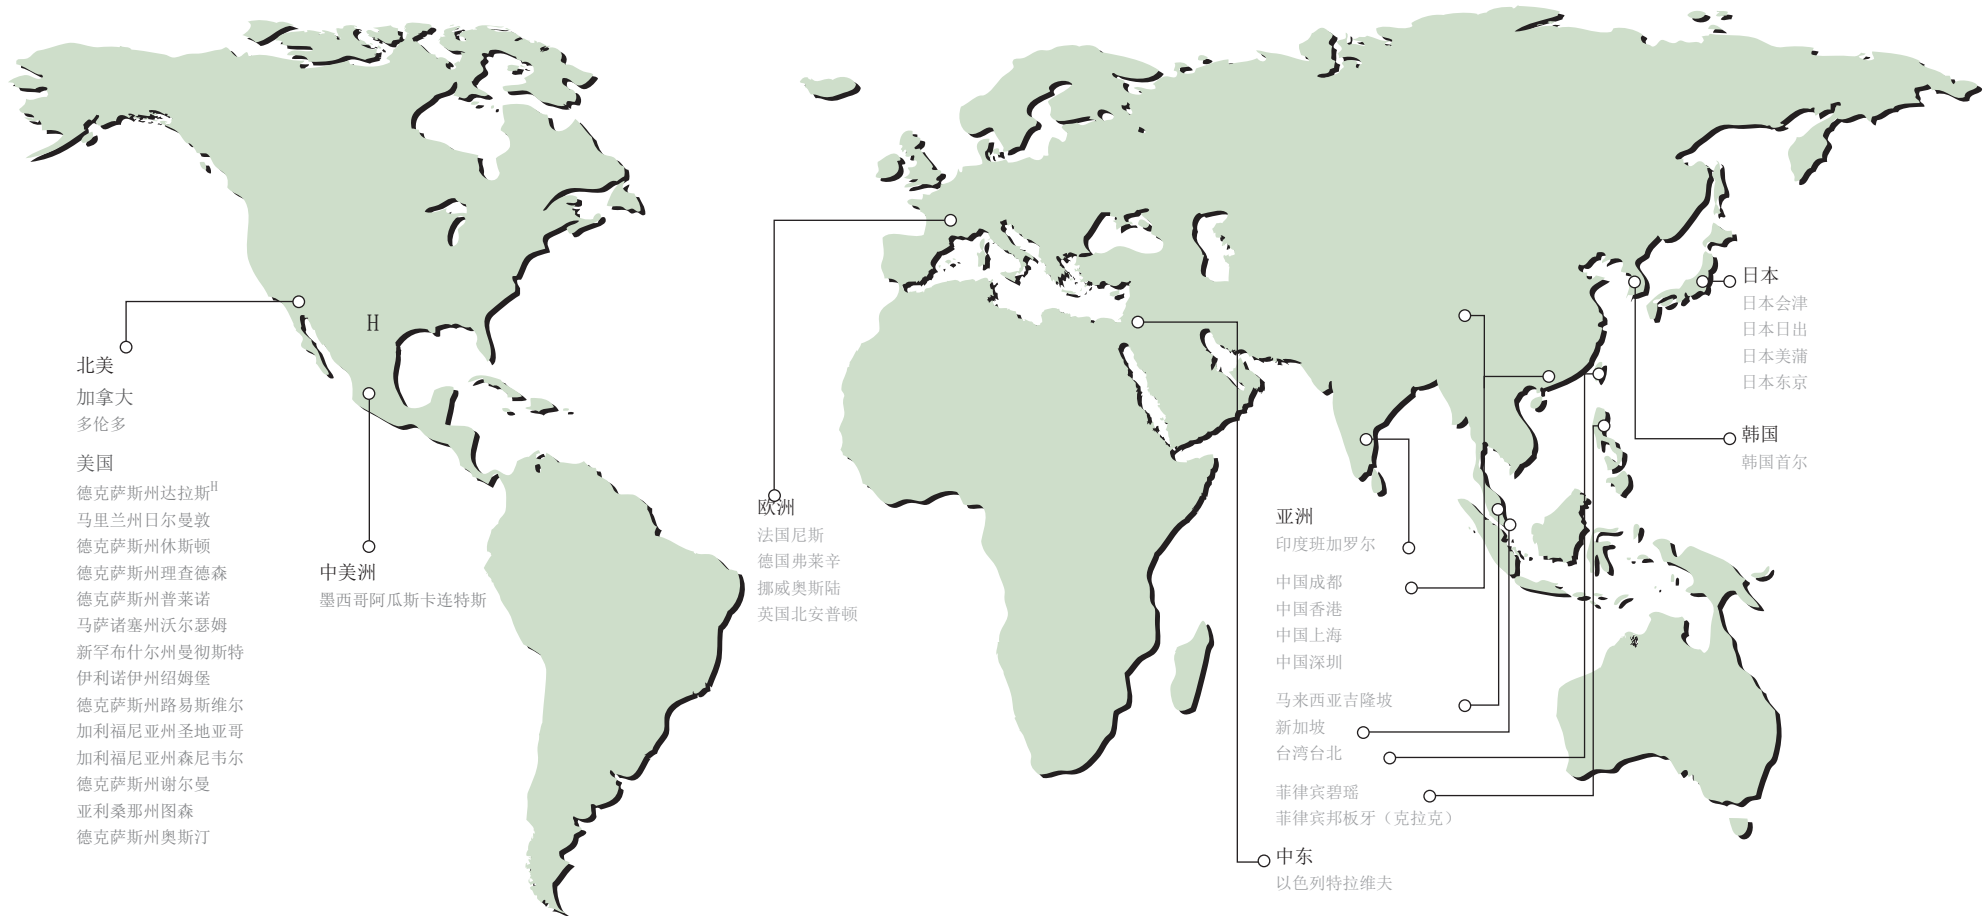 H
北美
加拿大
多伦多
美国
德克萨斯州达拉斯H
马里兰州日尔曼敦
德克萨斯州休斯顿
德克萨斯州理查德森
德克萨斯州普莱诺
马萨诸塞州沃尔瑟姆
新罕布什尔州曼彻斯特
伊利诺伊州绍姆堡
德克萨斯州路易斯维尔
加利福尼亚州圣地亚哥
加利福尼亚州森尼韦尔
德克萨斯州谢尔曼
亚利桑那州图森
德克萨斯州奥斯汀
中美洲
墨西哥阿瓜斯卡连特斯
欧洲
法国尼斯
德国弗莱辛
挪威奥斯陆
英国北安普顿
亚洲
印度班加罗尔
中国成都
中国香港
中国上海
中国深圳
马来西亚吉隆坡
新加坡
台湾台北
菲律宾碧瑶
菲律宾邦板牙（克拉克）
中东
以色列特拉维夫
日本
日本会津
日本日出
日本美蒲
日本东京
韩国
韩国首尔